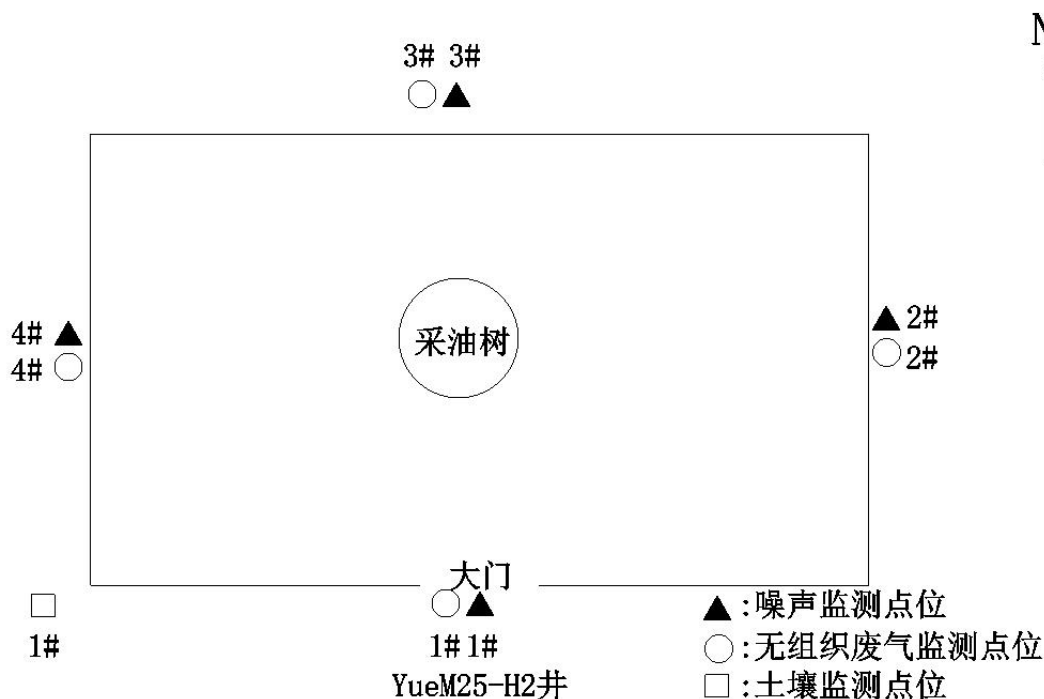 N
3# 3#
4#
4#
采油树
2#
2#
大门
1#
1# 1#
YueM25-H2井
▲:噪声监测点位
○:无组织废气监测点位
□:土壤监测点位